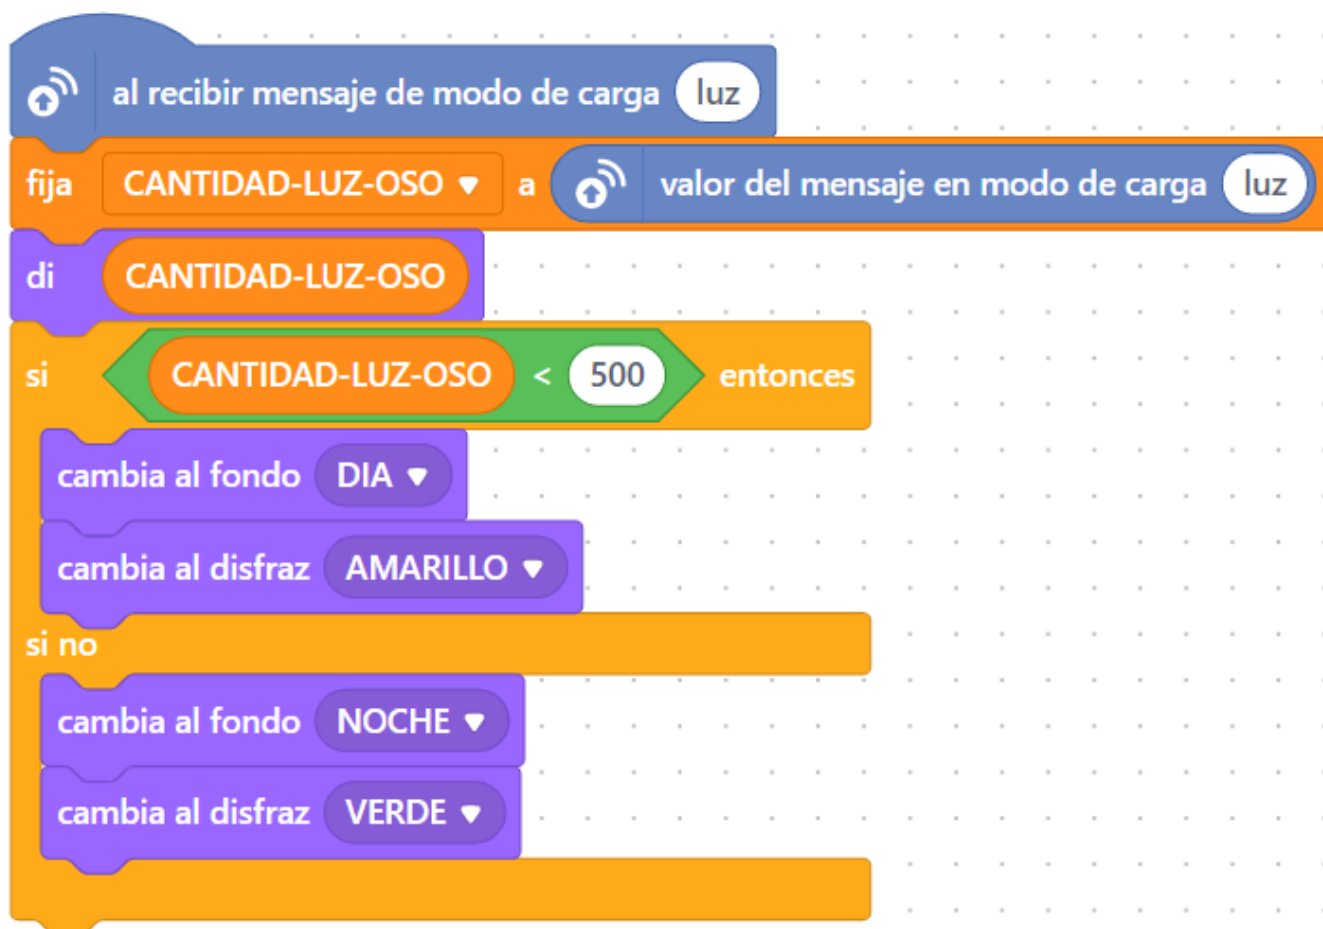 al recibir mensaje de modo de carga luz
fija CANTIDAD-LUZ-OSO a valor del mensaje en modo de carga luz
di CANTIDAD-LUZ-OSO
si CANTIDAD-LUZ-OSO < 500 entonces
cambia al fondo DIA
cambia al disfraz AMARILLO
si no
cambia al fondo NOCHE
cambia al disfraz VERDE